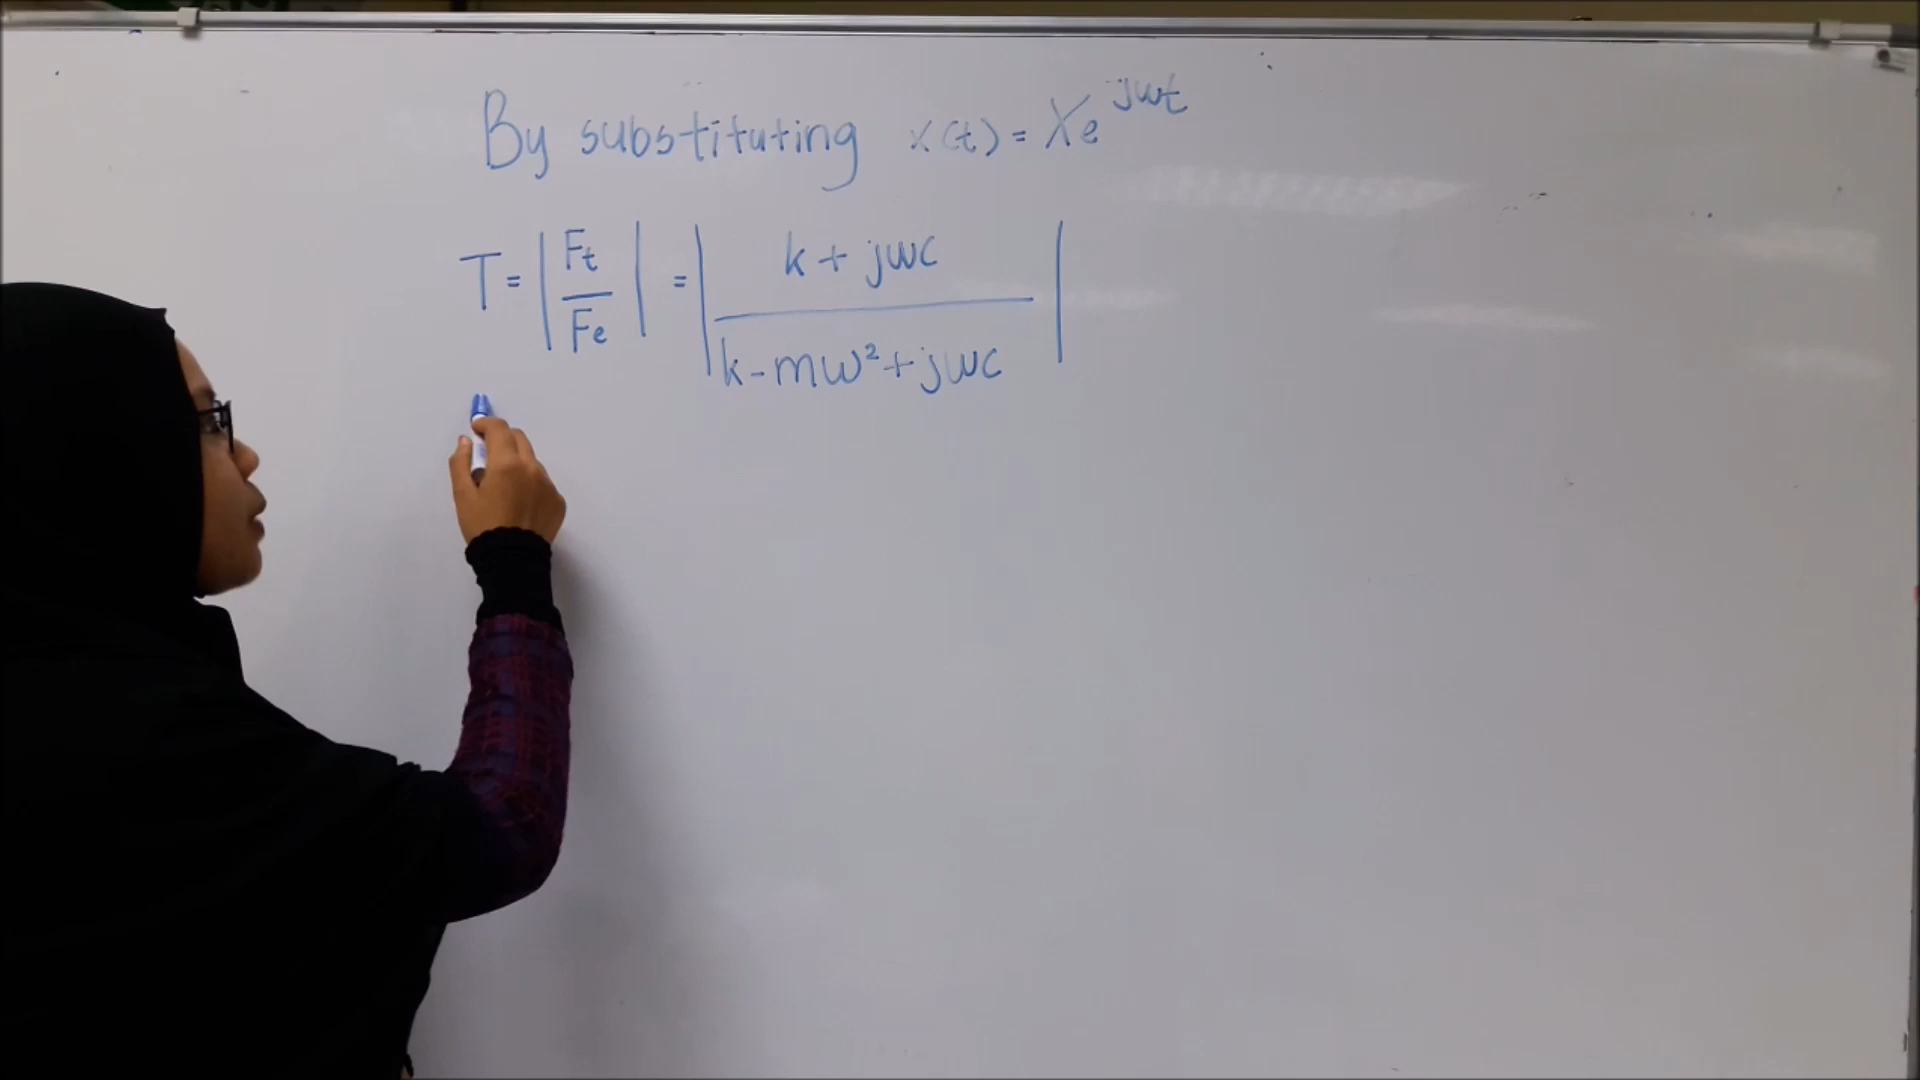 By substituting x(t) = Xe^jwt
T = | Ft / Fe | = | k + jwc / k - mw² + jwc |